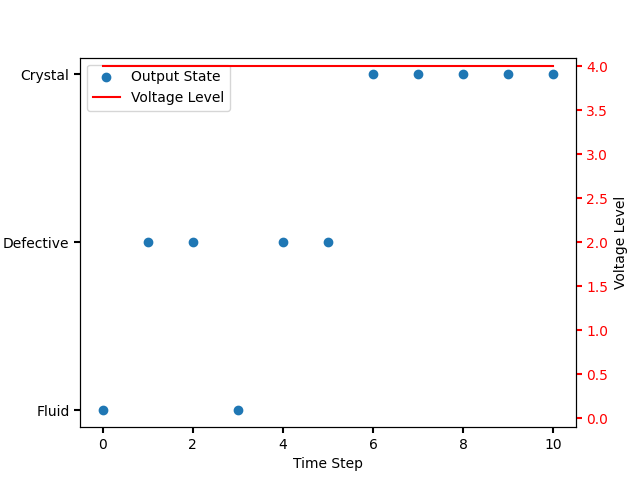 Crystal
Defective
Fluid
Output State
Voltage Level
4.0
3.5
3.0
2.5
2.0
1.5
1.0
0.5
0.0
Voltage Level
0 2 4 6 8 10
Time Step